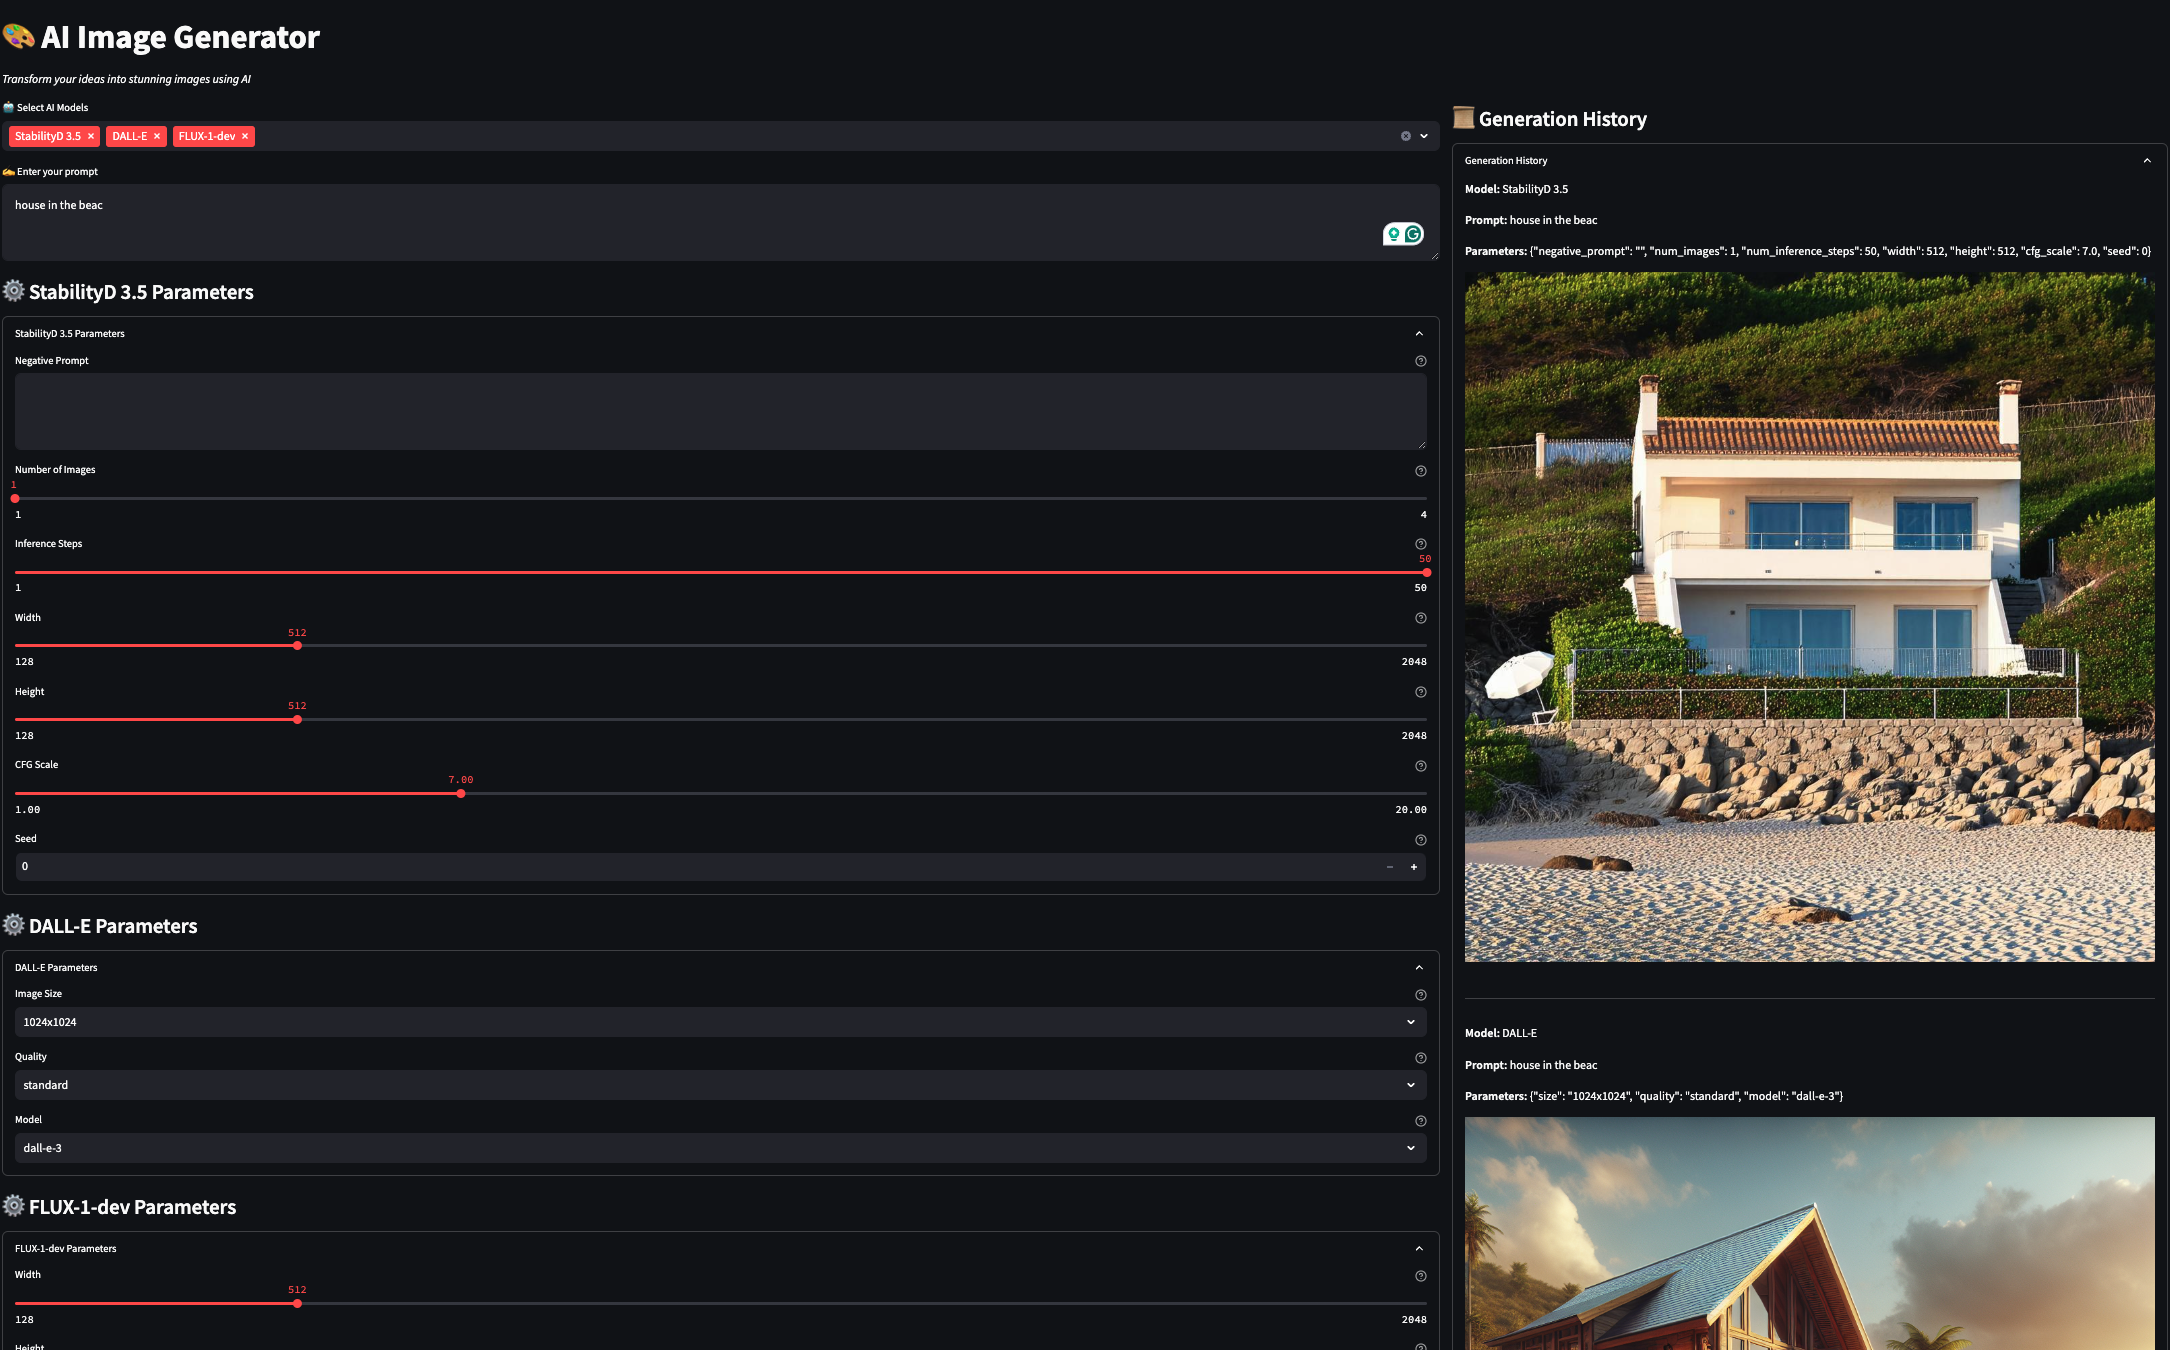 AI Image Generator
Transform your ideas into stunning images using AI
Select AI Models
StabilityD 3.5 × DALL-E × FLUX-1-dev ×
Enter your prompt
house in the beac
StabilityD 3.5 Parameters
StabilityD 3.5 Parameters
Negative Prompt
Number of Images
1
1 4
Inference Steps
50
1 50
Width
512
128 2048
Height
512
128 2048
CFG Scale
7.00
1.00 20.00
Seed
0
DALL-E Parameters
DALL-E Parameters
Image Size
1024x1024
Quality
standard
Model
dall-e-3
FLUX-1-dev Parameters
FLUX-1-dev Parameters
Width
512
128 2048
Height
Generation History
Generation History
Model: StabilityD 3.5
Prompt: house in the beac
Parameters: {"negative_prompt": "", "num_images": 1, "num_inference_steps": 50, "width": 512, "height": 512, "cfg_scale": 7.0, "seed": 0}
Model: DALL-E
Prompt: house in the beac
Parameters: {"size": "1024x1024", "quality": "standard", "model": "dall-e-3"}